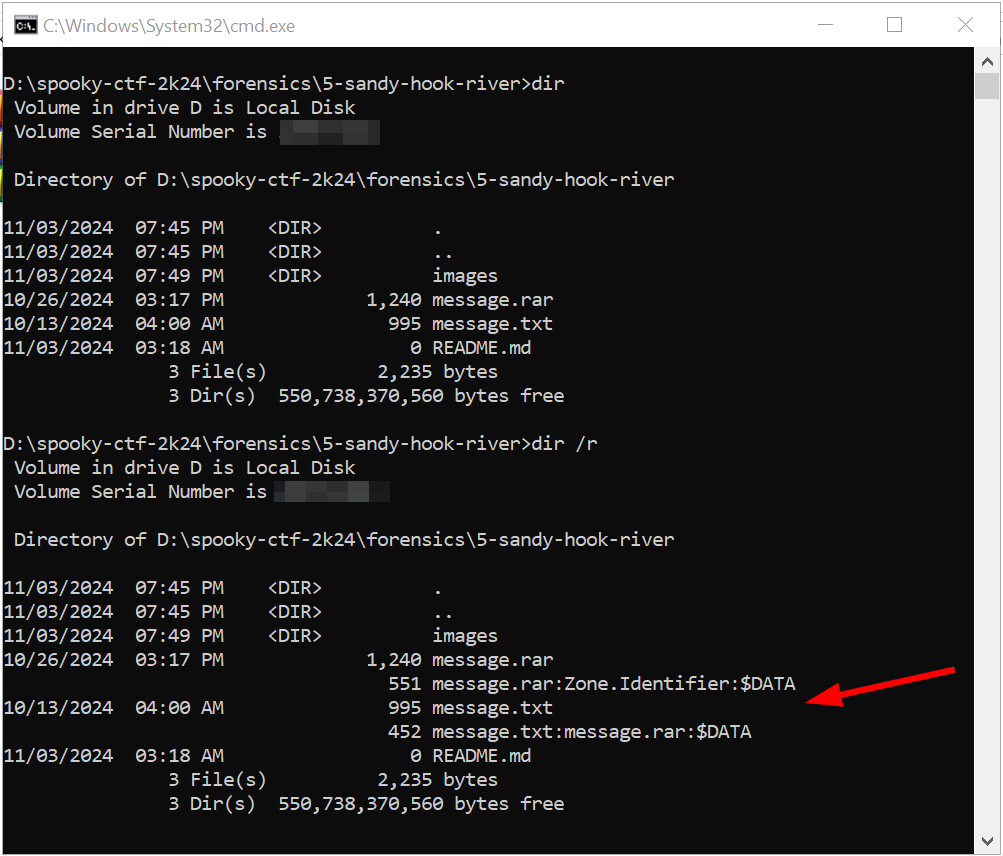 C:\Windows\System32\cmd.exe
D:\spooky-ctf-2k24\forensics\5-sandy-hook-river>dir
Volume in drive D is Local Disk
Volume Serial Number is
Directory of D:\spooky-ctf-2k24\forensics\5-sandy-hook-river
11/03/2024  07:45 PM    <DIR>          .
11/03/2024  07:45 PM    <DIR>          ..
11/03/2024  07:49 PM    <DIR>          images
10/26/2024  03:17 PM             1,240 message.rar
10/13/2024  04:00 AM               995 message.txt
11/03/2024  03:18 AM                 0 README.md
3 File(s)          2,235 bytes
3 Dir(s)  550,738,370,560 bytes free
D:\spooky-ctf-2k24\forensics\5-sandy-hook-river>dir /r
Volume in drive D is Local Disk
Volume Serial Number is
Directory of D:\spooky-ctf-2k24\forensics\5-sandy-hook-river
11/03/2024  07:45 PM    <DIR>          .
11/03/2024  07:45 PM    <DIR>          ..
11/03/2024  07:49 PM    <DIR>          images
10/26/2024  03:17 PM             1,240 message.rar
551 message.rar:Zone.Identifier:$DATA
10/13/2024  04:00 AM               995 message.txt
452 message.txt:message.rar:$DATA
11/03/2024  03:18 AM                 0 README.md
3 File(s)          2,235 bytes
3 Dir(s)  550,738,370,560 bytes free